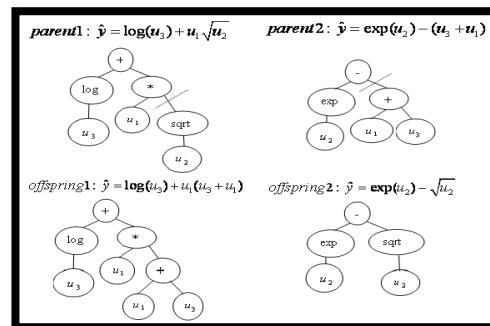 parent1: ŷ = log(u₃) + u₁√u₂
+
log *
u₃ u₁ sqrt
u₂
parent2: ŷ = exp(u₂) − (u₃ + u₁)
-
exp +
u₂ u₁ u₃
offspring1: ŷ = log(u₃) + u₁(u₃ + u₁)
+
log *
u₃ u₁ +
u₁ u₃
offspring2: ŷ = exp(u₂) − √u₂
-
exp sqrt
u₂ u₂